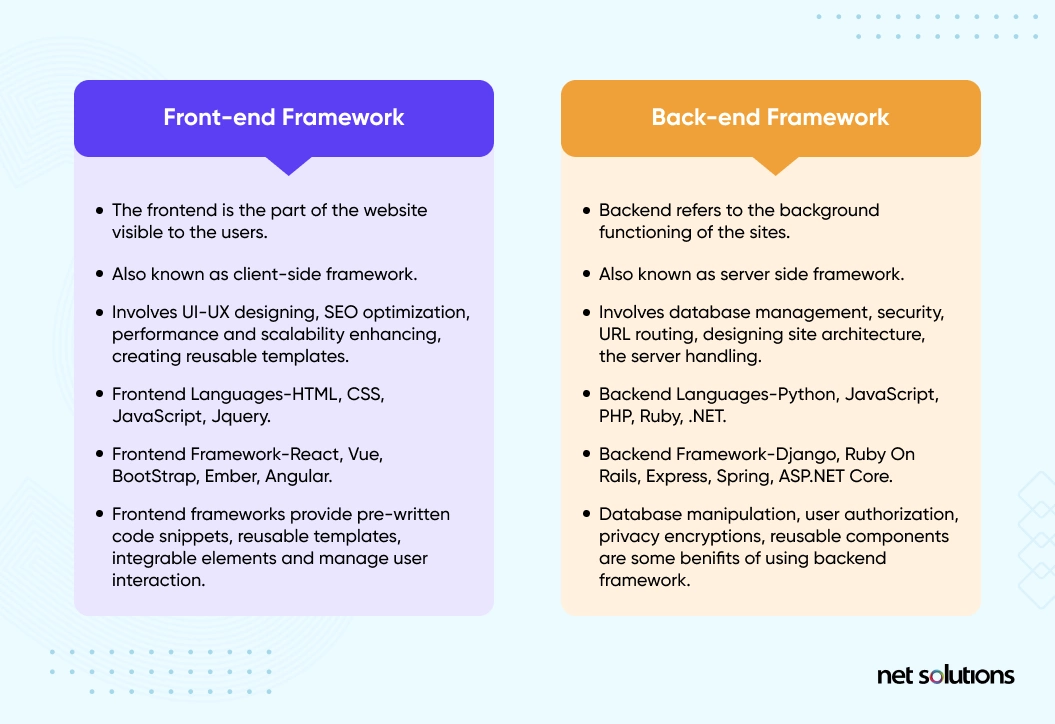 Front-end Framework
The frontend is the part of the website
visible to the users.
Also known as client-side framework.
Involves UI-UX designing, SEO optimization,
performance and scalability enhancing,
creating reusable templates.
Frontend Languages-HTML, CSS,
JavaScript, Jquery.
Frontend Framework-React, Vue,
BootStrap, Ember, Angular.
Frontend frameworks provide pre-written
code snippets, reusable templates,
integrable elements and manage user
interaction.
Back-end Framework
Backend refers to the background
functioning of the sites.
Also known as server side framework.
Involves database management, security,
URL routing, designing site architecture,
the server handling.
Backend Languages-Python, JavaScript,
PHP, Ruby, .NET.
Backend Framework-Django, Ruby On
Rails, Express, Spring, ASP.NET Core.
Database manipulation, user authorization,
privacy encryptions, reusable components
are some benifits of using backend
framework.
net solutions